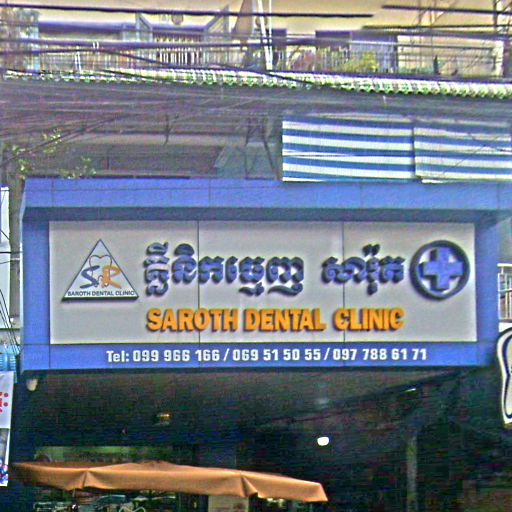 គ្លីនិកធ្មេញ សារ៉ុត
SR
SAROTH DENTAL CLINIC
SAROTH DENTAL CLINIC
Tel: 099 966 166 / 069 51 50 55 / 097 788 61 71